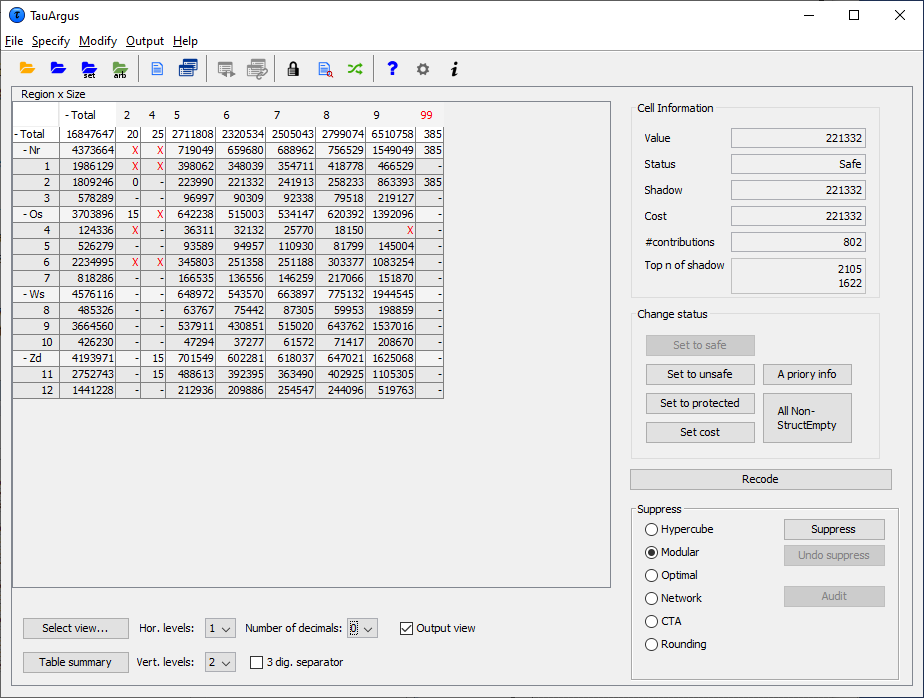 TauArgus
File Specify Modify Output Help
set arb
Region x Size
- Total 2 4 5 6 7 8 9 99
- Total 16847647 20 25 2711808 2320534 2505043 2799074 6510758 385
- Nr 4373664 X X 719049 659680 688962 756529 1549049 385
1 1986129 X X 398062 348039 354711 418778 466529 -
2 1809246 0 - 223990 221332 241913 258233 863393 385
3 578289 - - 96997 90309 92338 79518 219127 -
- Os 3703896 15 X 642238 515003 534147 620392 1392096 -
4 124336 X - 36311 32132 25770 18150 X -
5 526279 - - 93589 94957 110930 81799 145004 -
6 2234995 X X 345803 251358 251188 303377 1083254 -
7 818286 - - 166535 136556 146259 217066 151870 -
- Ws 4576116 - - 648972 543570 663897 775132 1944545 -
8 485326 - - 63767 75442 87305 59953 198859 -
9 3664560 - - 537911 430851 515020 643762 1537016 -
10 426230 - - 47294 37277 61572 71417 208670 -
- Zd 4193971 - 15 701549 602281 618037 647021 1625068 -
11 2752743 - 15 488613 392395 363490 402925 1105305 -
12 1441228 - - 212936 209886 254547 244096 519763 -
Cell Information
Value 221332
Status Safe
Shadow 221332
Cost 221332
#contributions 802
Top n of shadow 2105
1622
Change status
Set to safe
Set to unsafe A priory info
Set to protected All Non-
StructEmpty
Set cost
Recode
Suppress
Hypercube Suppress
Modular Undo suppress
Optimal
Network Audit
CTA
Rounding
Select view... Hor. levels: 1 Number of decimals: 0 Output view
Table summary Vert. levels: 2 3 dig. separator